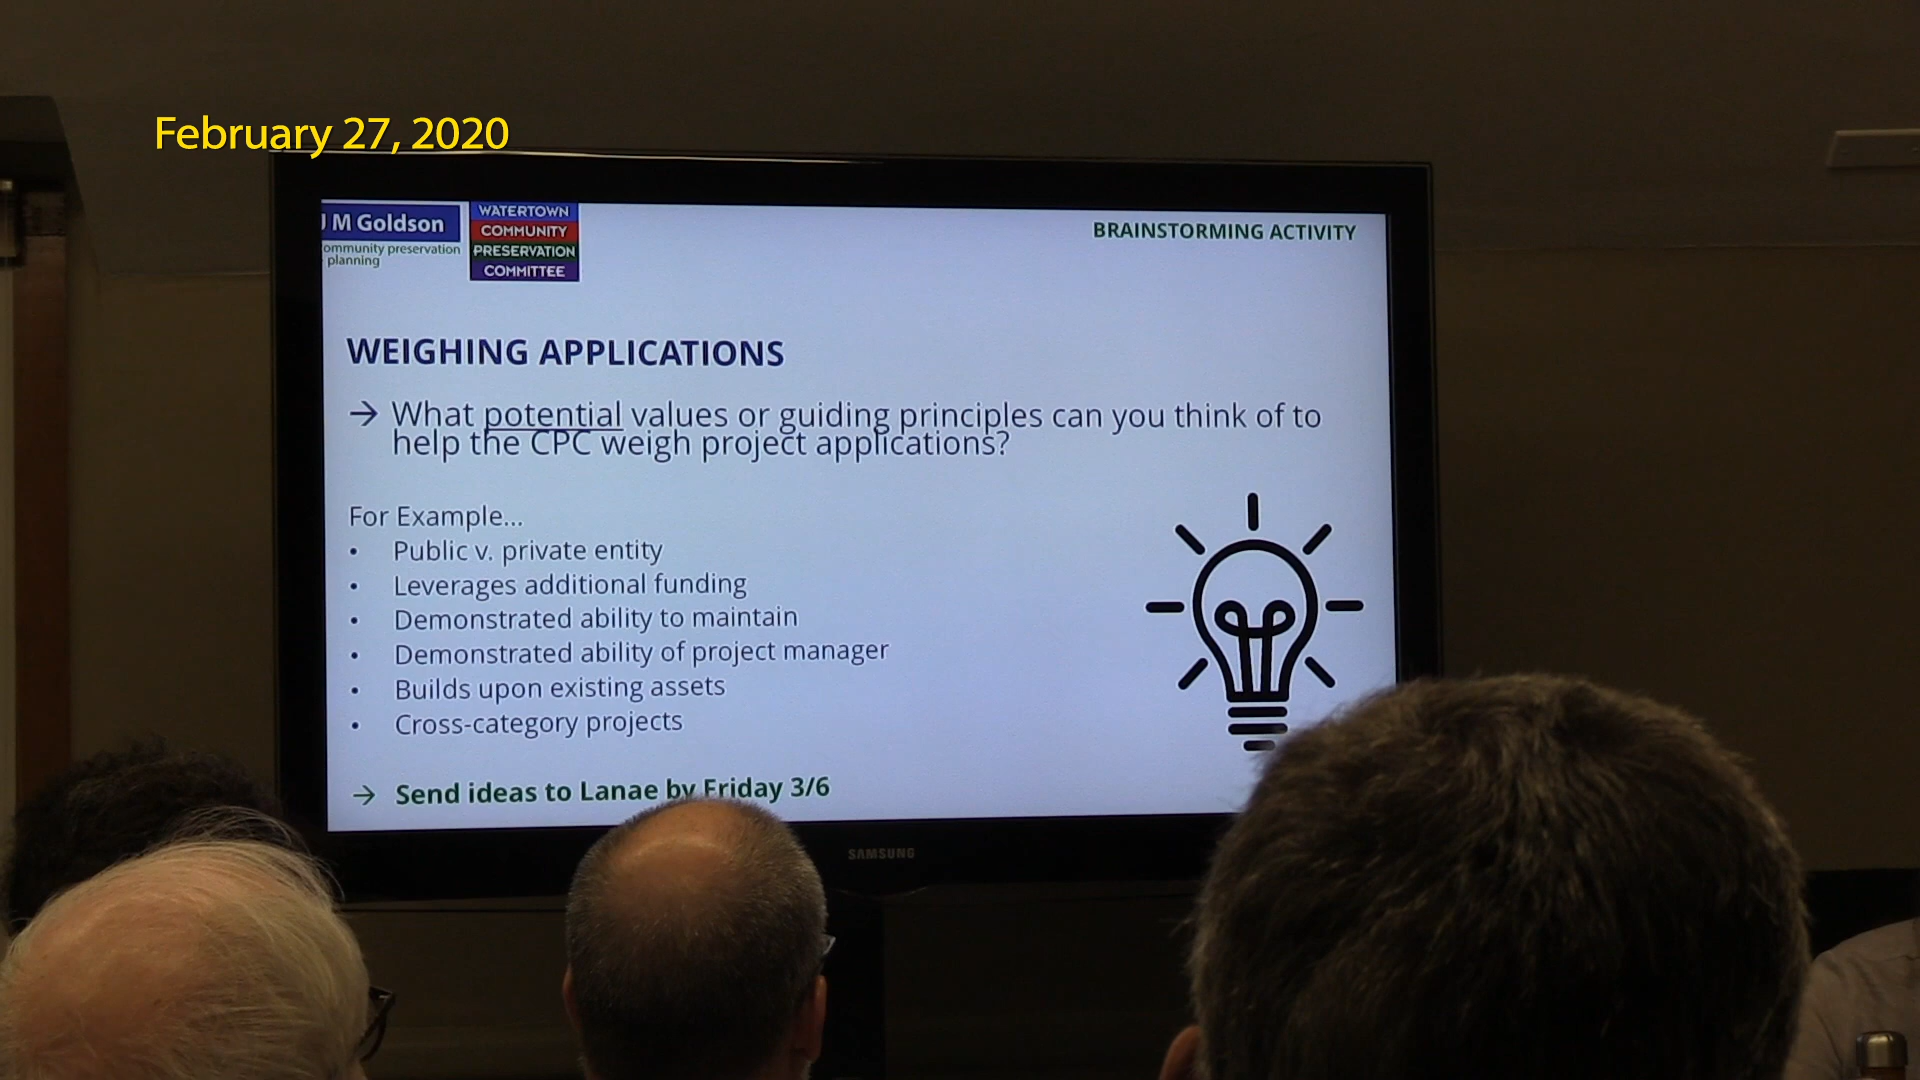 February 27, 2020
J M Goldson
ommunity preservation
planning
WATERTOWN
COMMUNITY
PRESERVATION
COMMITTEE
BRAINSTORMING ACTIVITY
WEIGHING APPLICATIONS
→ What potential values or guiding principles can you think of to
help the CPC weigh project applications?
For Example...
• Public v. private entity
• Leverages additional funding
• Demonstrated ability to maintain
• Demonstrated ability of project manager
• Builds upon existing assets
• Cross-category projects
→ Send ideas to Lanae by Friday 3/6
SAMSUNG